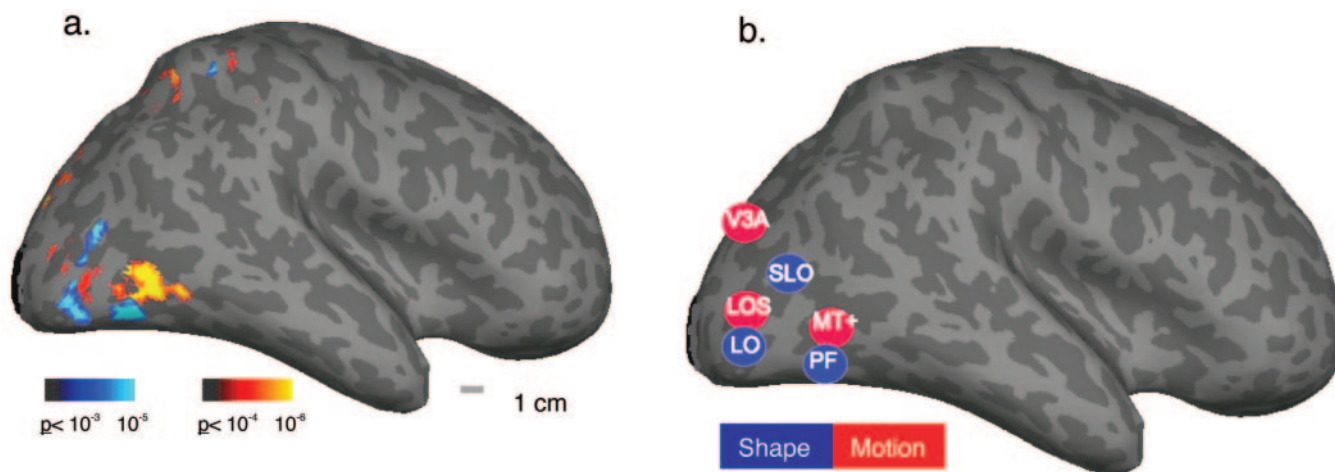 a.
b.
V3A
SLO
LOS
MT+
LO
PF
p< 10⁻³ 10⁻⁵
p< 10⁻⁴ 10⁻⁶
1 cm
Shape Motion